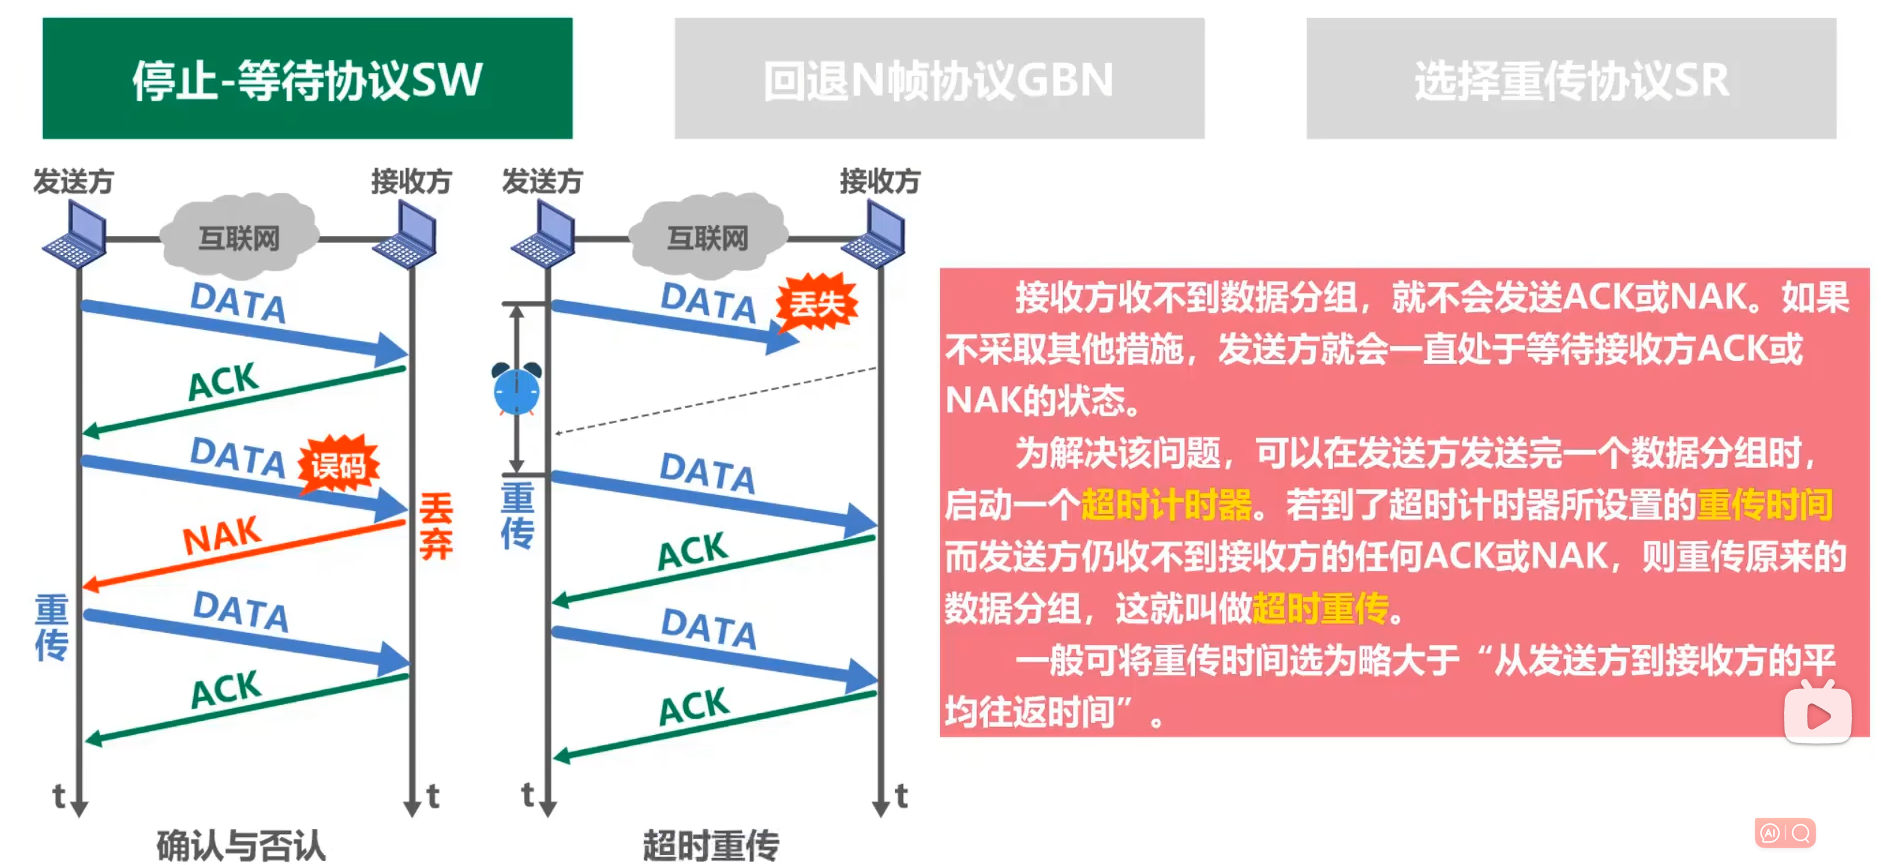 停止-等待协议SW
回退N帧协议GBN
选择重传协议SR
发送方
接收方
互联网
DATA
ACK
DATA
误码
丢弃
NAK
重传
DATA
ACK
t
t
确认与否认
发送方
接收方
互联网
DATA
丢失
重传
DATA
ACK
DATA
ACK
t
t
超时重传
接收方收不到数据分组，就不会发送ACK或NAK。如果
不采取其他措施，发送方就会一直处于等待接收方ACK或
NAK的状态。
为解决该问题，可以在发送方发送完一个数据分组时，
启动一个超时计时器。若到了超时计时器所设置的重传时间
而发送方仍收不到接收方的任何ACK或NAK，则重传原来的
数据分组，这就叫做超时重传。
一般可将重传时间选为略大于“从发送方到接收方的平
均往返时间”。
AI